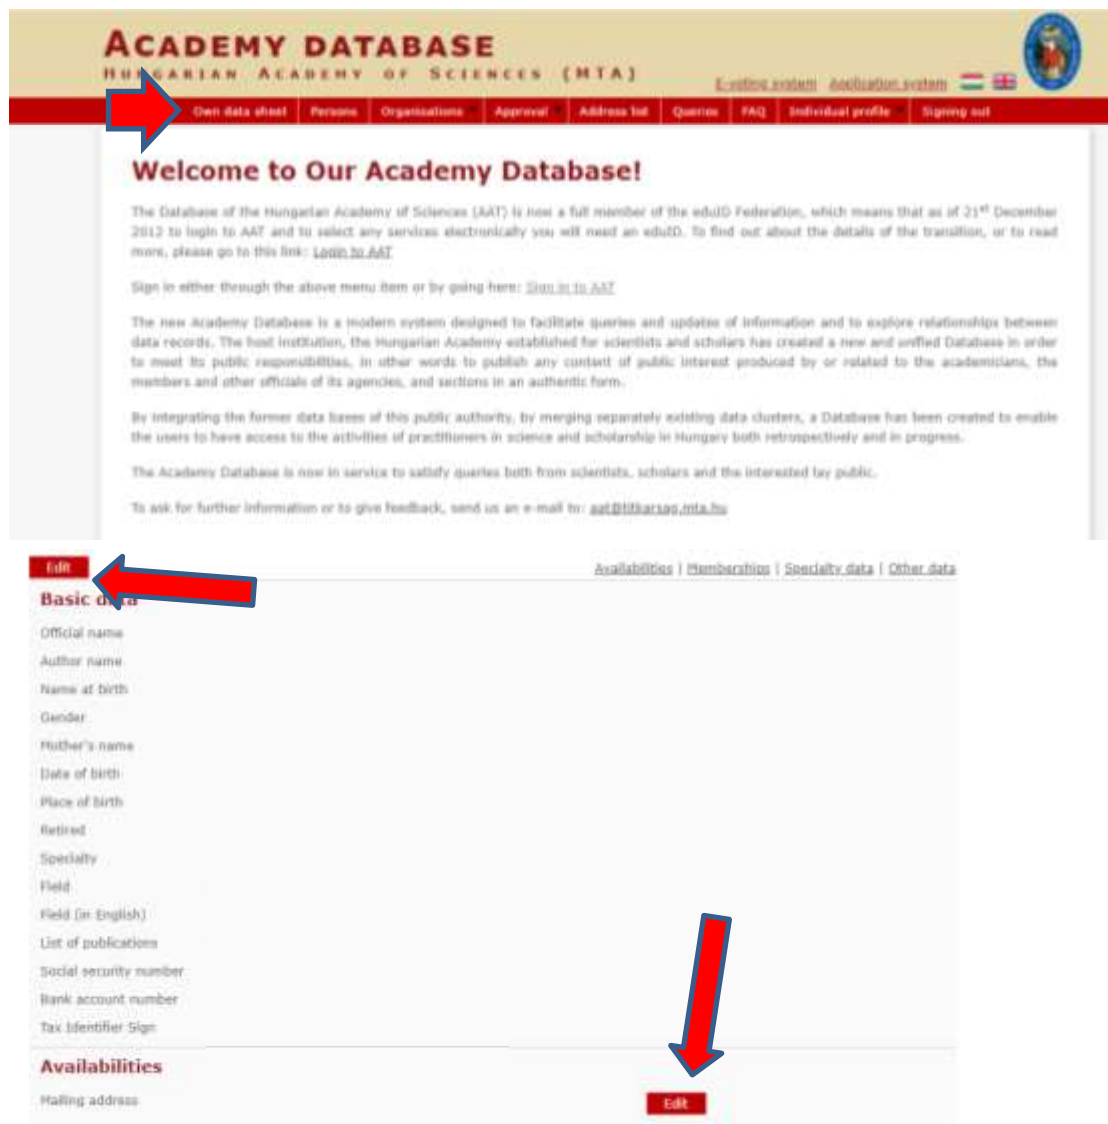 ACADEMY DATABASE
HUNGARIAN ACADEMY OF SCIENCES (MTA)
E-voting system Application system
Own data sheet Persons Organisations Approval Address list Queries FAQ Individual profile Signing out
Welcome to Our Academy Database!
The Database of the Hungarian Academy of Sciences (AAT) is now a full member of the eduID Federation, which means that as of 21st December
2012 to login to AAT and to select any services electronically you will need an eduID. To find out about the details of the transition, or to read
more, please go to this link: Login to AAT
Sign in either through the above menu item or by going here: Sign in to AAT
The new Academy Database is a modern system designed to facilitate queries and updates of information and to explore relationships between
data records. The host institution, the Hungarian Academy established for scientists and scholars has created a new and unified Database in order
to meet its public responsibilities, in other words to publish any content of public interest produced by or related to the academicians, the
members and other officials of its agencies, and sections in an authentic form.
By integrating the former data bases of this public authority, by merging separately existing data clusters, a Database has been created to enable
the users to have access to the activities of practitioners in science and scholarship in Hungary both retrospectively and in progress.
The Academy Database is now in service to satisfy queries both from scientists, scholars and the interested lay public.
To ask for further information or to give feedback, send us an e-mail to: aat@titkarsag.mta.hu
Edit
Availabilities | Memberships | Specialty data | Other data
Basic data
Official name
Author name
Name at birth
Gender
Mother's name
Date of birth
Place of birth
Retired
Specialty
Field
Field (in English)
List of publications
Social security number
Bank account number
Tax Identifier Sign
Availabilities
Mailing address
Edit